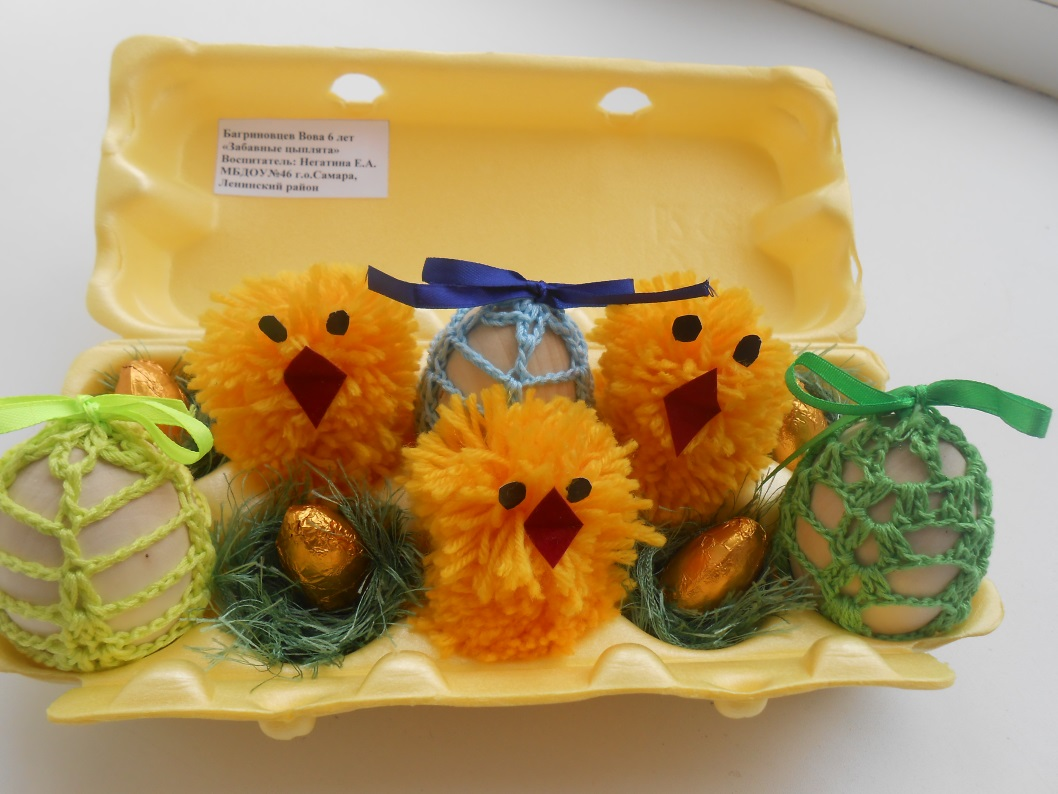 Багриновцев Вова 6 лет
«Забавные цыплята»
Воспитатель: Негатина Е.А.
МБДОУ№46 г.о.Самара,
Ленинский район